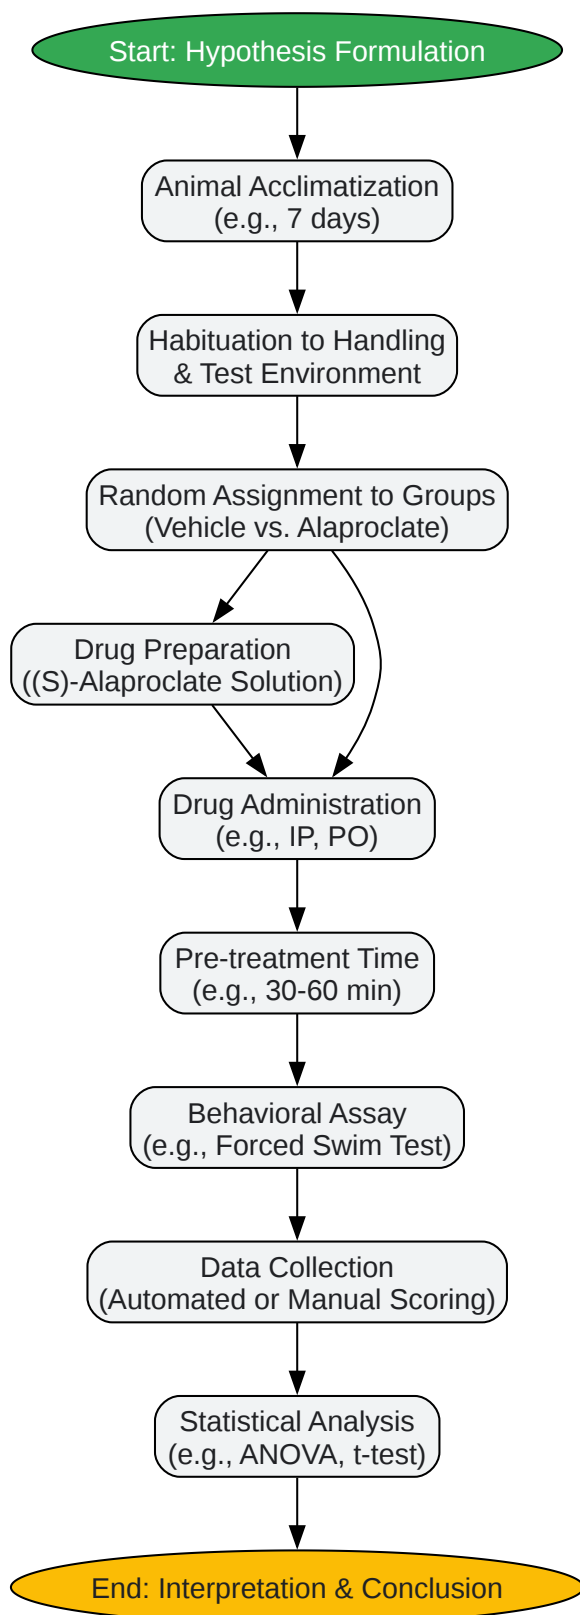 Start: Hypothesis Formulation
Animal Acclimatization
(e.g., 7 days)
Habituation to Handling
& Test Environment
Random Assignment to Groups
(Vehicle vs. Alaproclate)
Drug Preparation
((S)-Alaproclate Solution)
Drug Administration
(e.g., IP, PO)
Pre-treatment Time
(e.g., 30-60 min)
Behavioral Assay
(e.g., Forced Swim Test)
Data Collection
(Automated or Manual Scoring)
Statistical Analysis
(e.g., ANOVA, t-test)
End: Interpretation & Conclusion